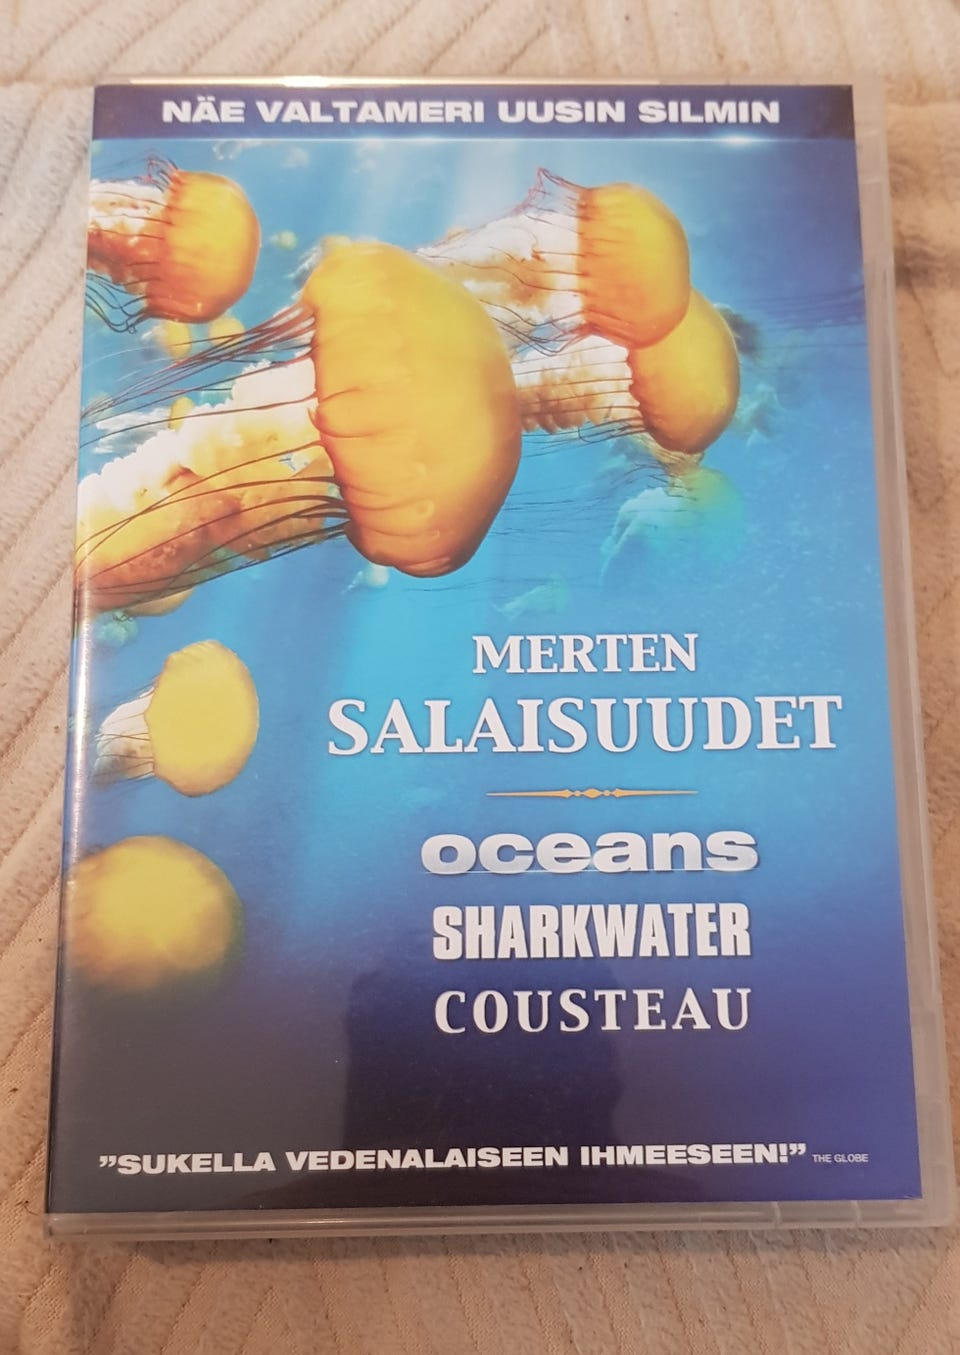 NÄE VALTAMERI UUSIN SILMIN
MERTEN
SALAISUUDET
oceans
SHARKWATER
COUSTEAU
”SUKELLA VEDENALAISEEN IHMEESEEN!” THE GLOBE